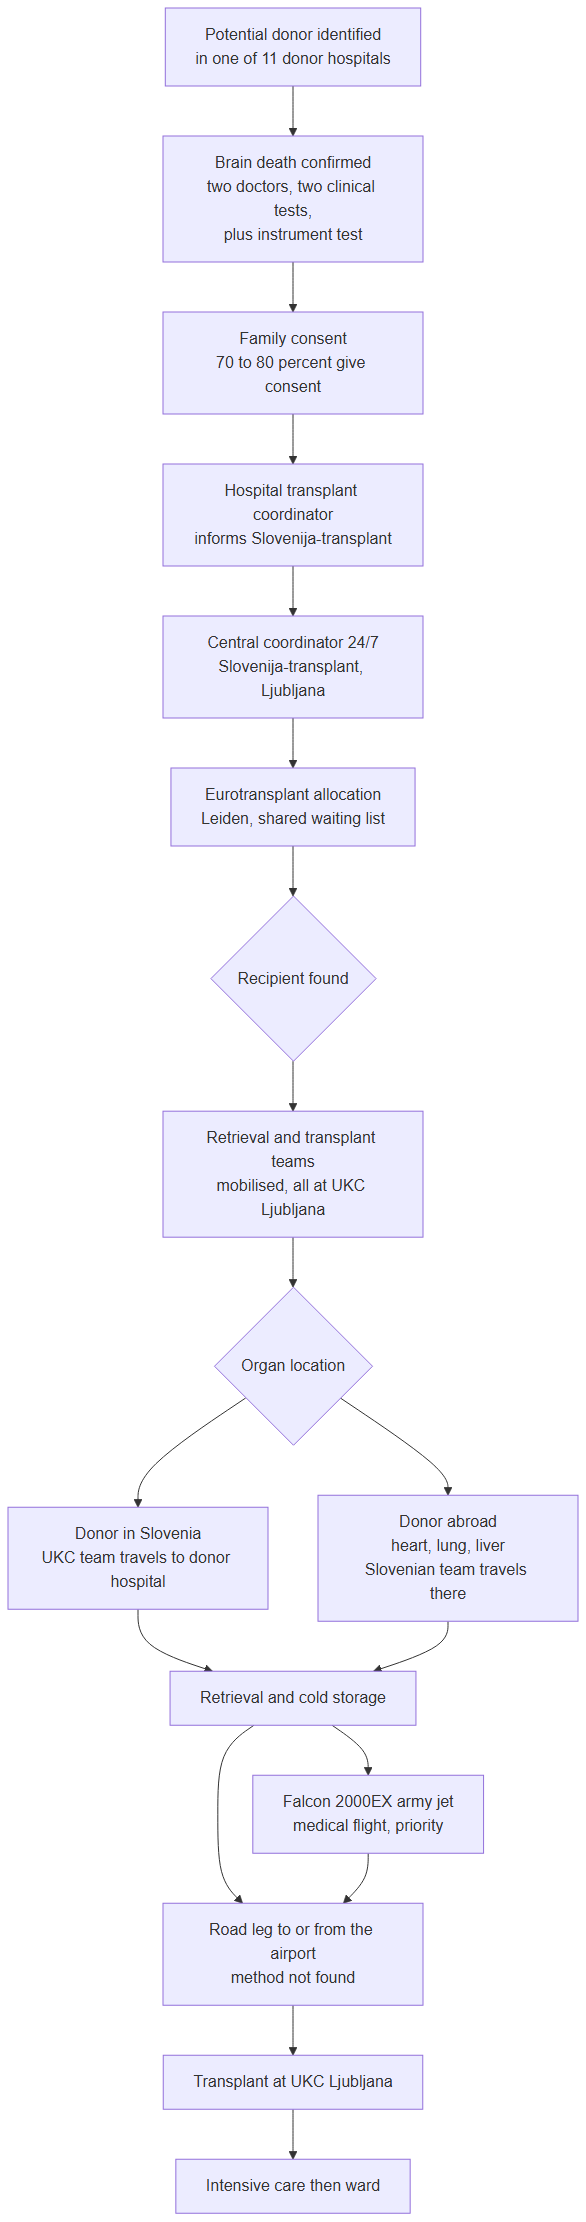 Potential donor identified
in one of 11 donor hospitals
Brain death confirmed
two doctors, two clinical
tests,
plus instrument test
Family consent
70 to 80 percent give
consent
Hospital transplant
coordinator
informs Slovenija-transplant
Central coordinator 24/7
Slovenija-transplant,
Ljubljana
Eurotransplant allocation
Leiden, shared waiting list
Recipient found
Retrieval and transplant
teams
mobilised, all at UKC
Ljubljana
Organ location
Donor in Slovenia
UKC team travels to donor
hospital
Donor abroad
heart, lung, liver
Slovenian team travels
there
Retrieval and cold storage
Falcon 2000EX army jet
medical flight, priority
Road leg to or from the
airport
method not found
Transplant at UKC Ljubljana
Intensive care then ward